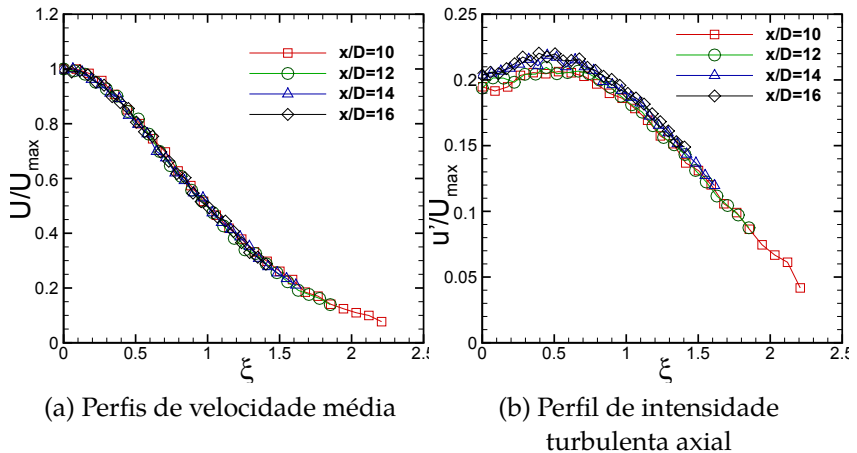 1.2
1
0.8
0.6
0.4
0.2
0
U/U_max
0 0.5 1 1.5 2 2.5
ξ
x/D=10
x/D=12
x/D=14
x/D=16
(a) Perfis de velocidade média
0.25
0.20
0.15
0.10
0.05
0.00
u'/U_max
0 0.5 1 1.5 2 2.5
ξ
x/D=10
x/D=12
x/D=14
x/D=16
(b) Perfil de intensidade
turbulenta axial